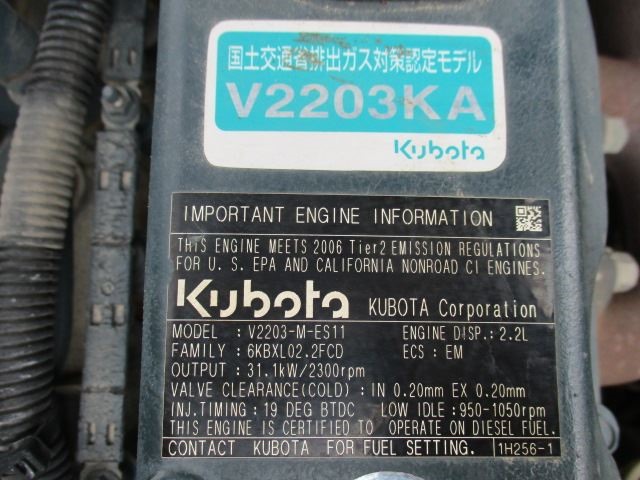 国土交通省排出ガス対策認定モデル
V2203KA
Kubota
IMPORTANT ENGINE INFORMATION
THIS ENGINE MEETS 2006 Tier2 EMISSION REGULATIONS
FOR U. S. EPA AND CALIFORNIA NONROAD CI ENGINES.
Kubota KUBOTA Corporation
MODEL : V2203-M-ES11 ENGINE DISP.: 2.2L
FAMILY : 6KBXL02.2FCD ECS : EM
OUTPUT : 31.1kW/2300rpm
VALVE CLEARANCE(COLD) : IN 0.20mm EX 0.20mm
INJ.TIMING : 19 DEG BTDC LOW IDLE : 950-1050rpm
THIS ENGINE IS CERTIFIED TO OPERATE ON DIESEL FUEL.
CONTACT KUBOTA FOR FUEL SETTING. 1H256-1